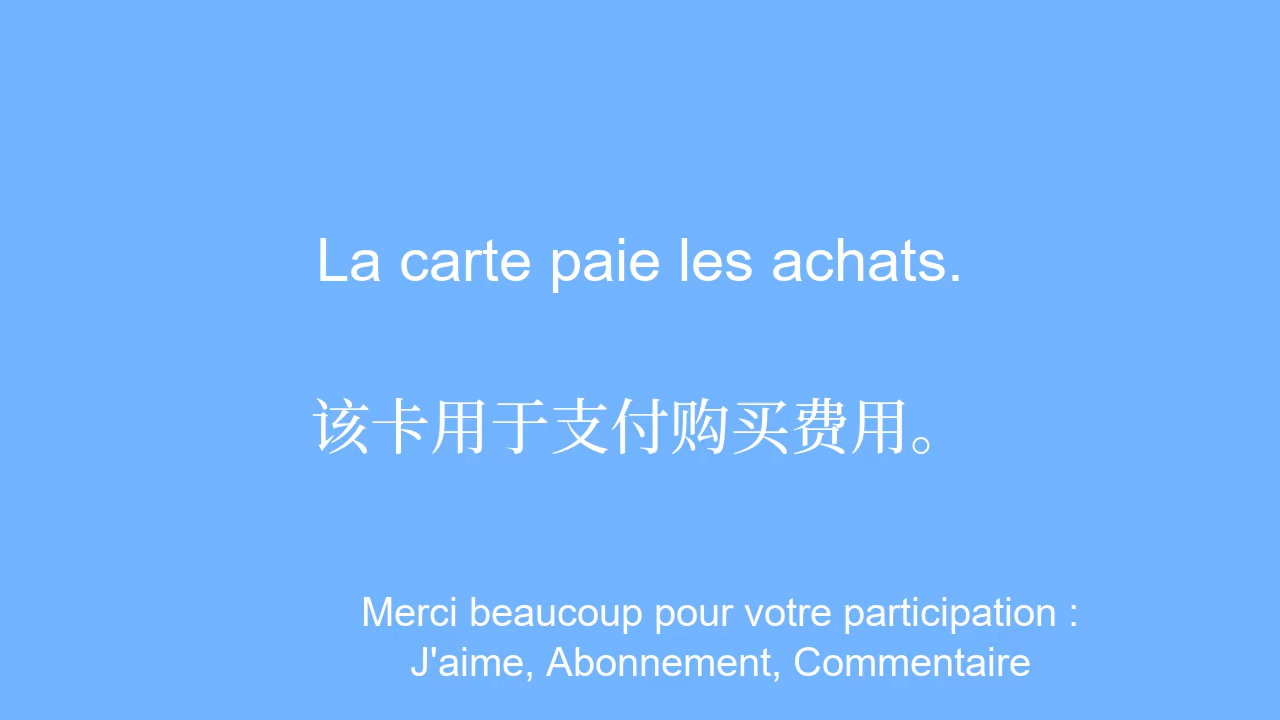 La carte paie les achats.
该卡用于支付购买费用。
Merci beaucoup pour votre participation :
J'aime, Abonnement, Commentaire